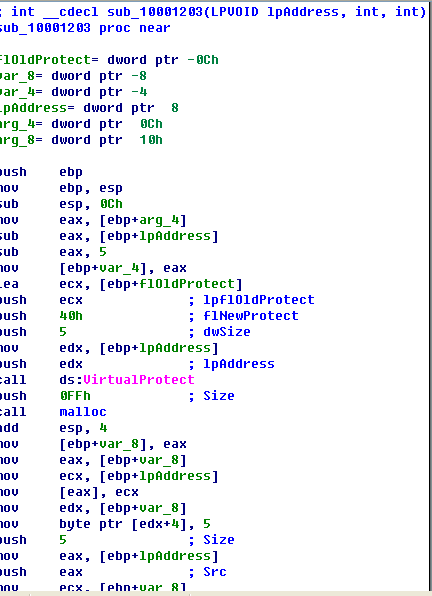 ; int __cdecl sub_10001203(LPVOID lpAddress, int, int)
sub_10001203 proc near
flOldProtect= dword ptr -0Ch
var_8= dword ptr -8
var_4= dword ptr -4
lpAddress= dword ptr  8
arg_4= dword ptr  0Ch
arg_8= dword ptr  10h
push    ebp
mov     ebp, esp
sub     esp, 0Ch
mov     eax, [ebp+arg_4]
sub     eax, [ebp+lpAddress]
sub     eax, 5
mov     [ebp+var_4], eax
lea     ecx, [ebp+flOldProtect]
push    ecx             ; lpflOldProtect
push    40h             ; flNewProtect
push    5               ; dwSize
mov     edx, [ebp+lpAddress]
push    edx             ; lpAddress
call    ds:VirtualProtect
push    0FFh            ; Size
call    malloc
add     esp, 4
mov     [ebp+var_8], eax
mov     eax, [ebp+var_8]
mov     ecx, [ebp+lpAddress]
mov     [eax], ecx
mov     edx, [ebp+var_8]
mov     byte ptr [edx+4], 5
push    5               ; Size
mov     eax, [ebp+lpAddress]
push    eax             ; Src
mov     ecx, [ebp+var_8]